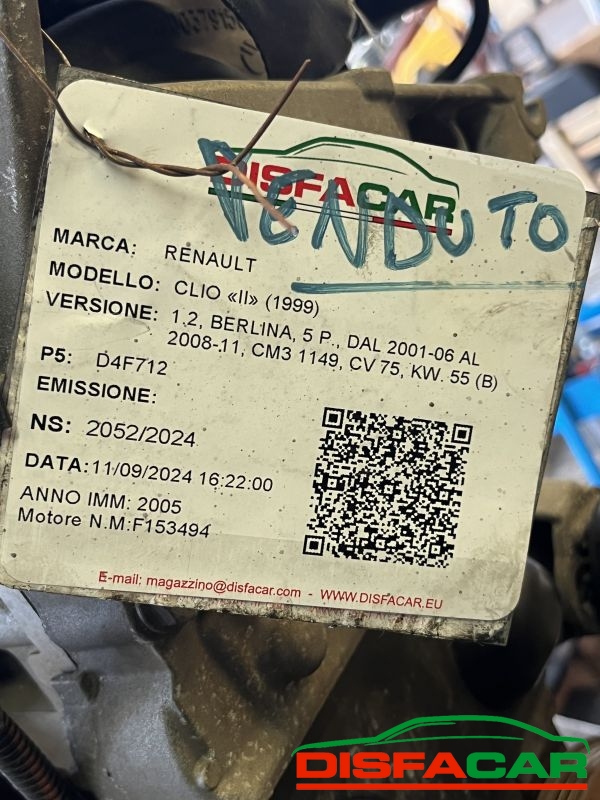 DISFACAR
VENDUTO
MARCA: RENAULT
MODELLO: CLIO «II» (1999)
VERSIONE: 1.2, BERLINA, 5 P., DAL 2001-06 AL
2008-11, CM3 1149, CV 75, KW. 55 (B)
P5: D4F712
EMISSIONE:
NS: 2052/2024
DATA:11/09/2024 16:22:00
ANNO IMM: 2005
Motore N.M:F153494
E-mail: magazzino@disfacar.com - WWW.DISFACAR.EU
DISFACAR